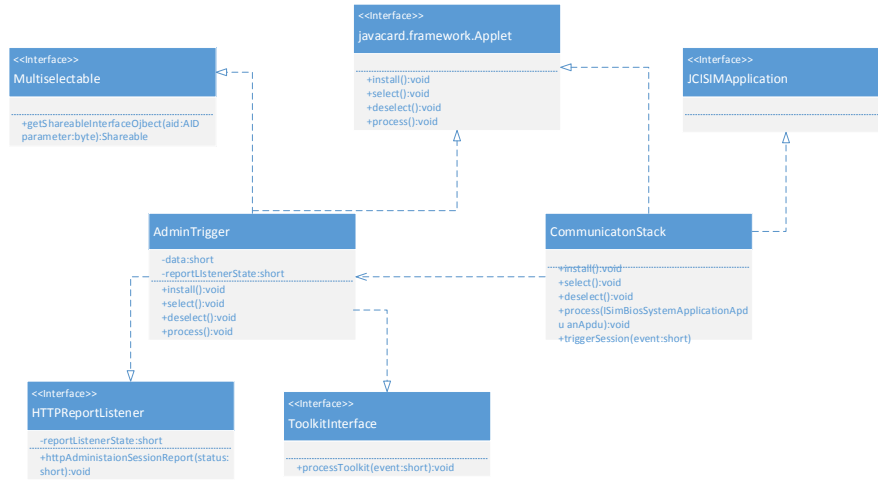 <<Interface>>
javacard.framework.Applet
+install():void
+select():void
+deselect():void
+process():void
<<Interface>>
Multiselectable
+getShareableInterfaceOjbect(aid:AID
parameter:byte):Shareable
<<Interface>>
JCISIMApplication
AdminTrigger
-data:short
-reportLIstenerState:short
+install():void
+select():void
+deselect():void
+process():void
CommunicatonStack
+install():void
+select():void
+deselect():void
+process(ISimBiosSystemApplicationApd
u anApdu):void
+triggerSession(event:short)
<<Interface>>
HTTPReportListener
-reportListenerState:short
+httpAdministaionSessionReport(status:
short):void
<<Interface>>
ToolkitInterface
+processToolkit(event:short):void